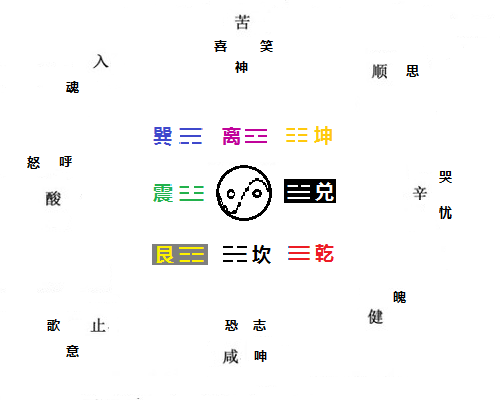 苦
喜 笑
神
入
魂
顺 思
巽 ☴ 离 ☲ ☷ 坤
怒 呼
酸
震 ☳ ☱ 兑
哭
辛
忧
艮 ☶ ☵ 坎 ☰ 乾
魄
健
歌 止
意
恐 志
咸 呻